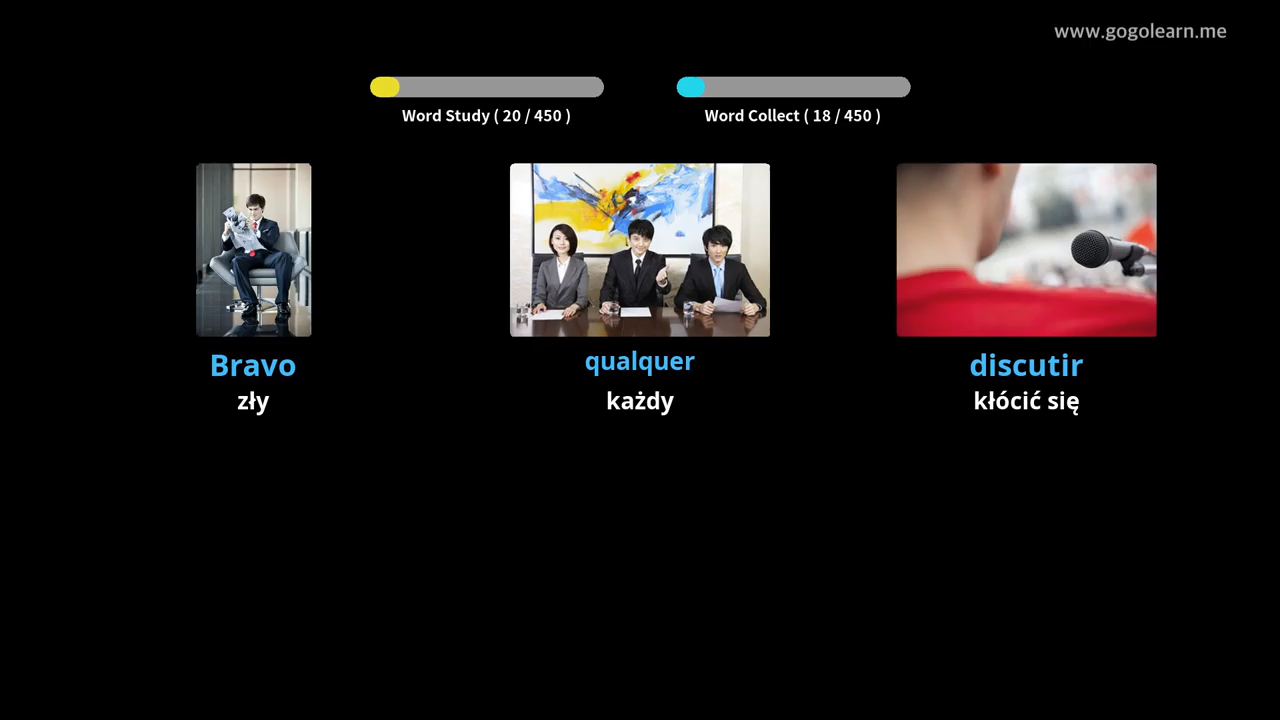 www.gogolearn.me
Word Study ( 20 / 450 )
Word Collect ( 18 / 450 )
Bravo
zły
qualquer
każdy
discutir
kłócić się